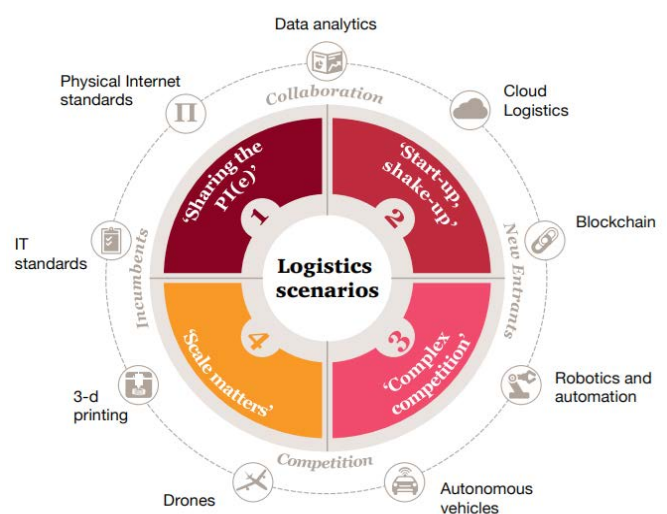 Data analytics
Physical Internet
standards
Collaboration
Cloud
Logistics
‘Sharing the
PI(e)’
‘Start-up,
shake-up’
1
2
IT
standards
Incumbents
Logistics
scenarios
New Entrants
Blockchain
4
3
‘Scale matters’
‘Complex
competition’
3-d
printing
Robotics and
automation
Competition
Drones
Autonomous
vehicles